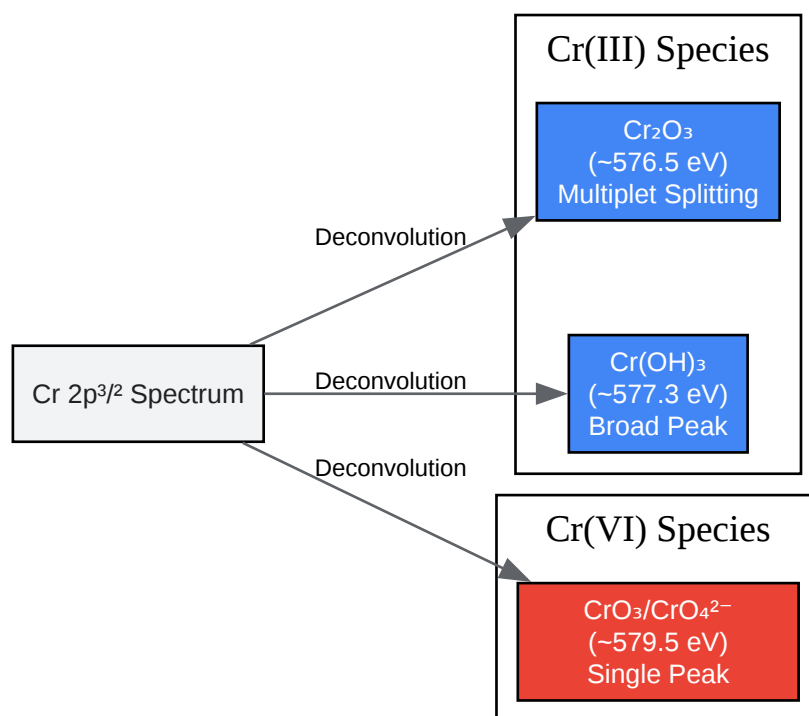 Cr(III) Species
Cr₂O₃
(~576.5 eV)
Multiplet Splitting
Deconvolution
Cr(OH)₃
(~577.3 eV)
Broad Peak
Deconvolution
Cr 2p³/² Spectrum
Deconvolution
Cr(VI) Species
CrO₃/CrO₄²⁻
(~579.5 eV)
Single Peak